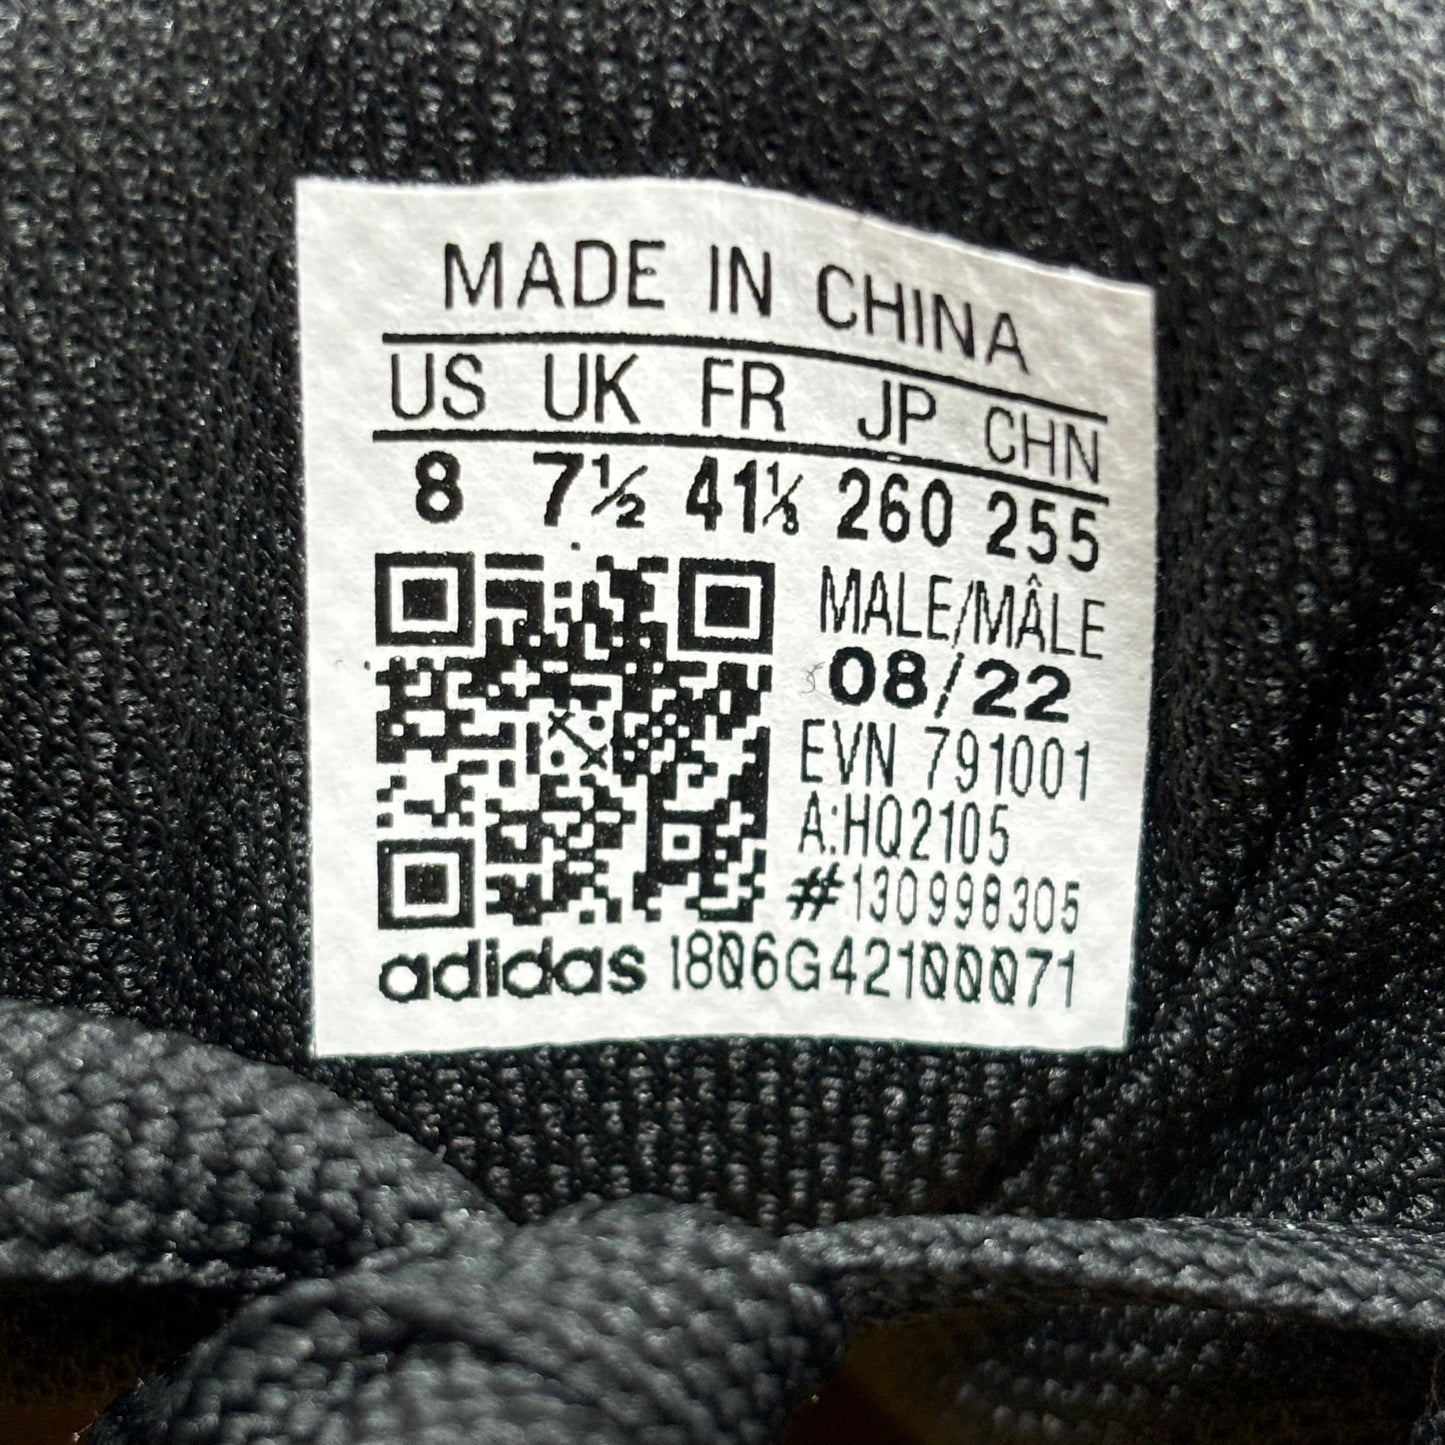 MADE IN CHINA
US UK FR JP CHN
8 7½ 41⅓ 260 255
MALE/MÂLE
08/22
EVN 791001
A:HQ2105
#130998305
adidas 1806G42100071